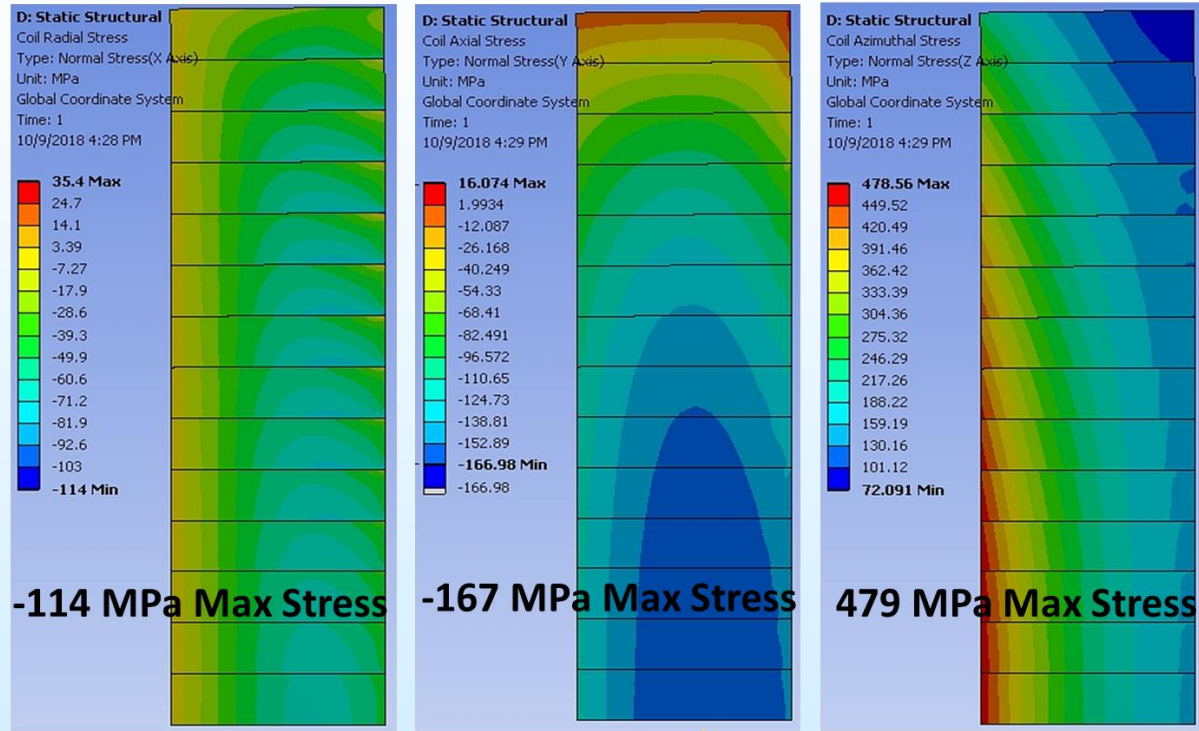 D: Static Structural
Coil Radial Stress
Type: Normal Stress(X Axis)
Unit: MPa
Global Coordinate System
Time: 1
10/9/2018 4:28 PM
35.4 Max
24.7
14.1
3.39
-7.27
-17.9
-28.6
-39.3
-49.9
-60.6
-71.2
-81.9
-92.6
-103
-114 Min
-114 MPa Max Stress
D: Static Structural
Coil Axial Stress
Type: Normal Stress(Y Axis)
Unit: MPa
Global Coordinate System
Time: 1
10/9/2018 4:29 PM
16.074 Max
1.9934
-12.087
-26.168
-40.249
-54.33
-68.41
-82.491
-96.572
-110.65
-124.73
-138.81
-152.89
-166.98 Min
-166.98
-167 MPa Max Stress
D: Static Structural
Coil Azimuthal Stress
Type: Normal Stress(Z Axis)
Unit: MPa
Global Coordinate System
Time: 1
10/9/2018 4:29 PM
478.56 Max
449.52
420.49
391.46
362.42
333.39
304.36
275.32
246.29
217.26
188.22
159.19
130.16
101.12
72.091 Min
479 MPa Max Stress